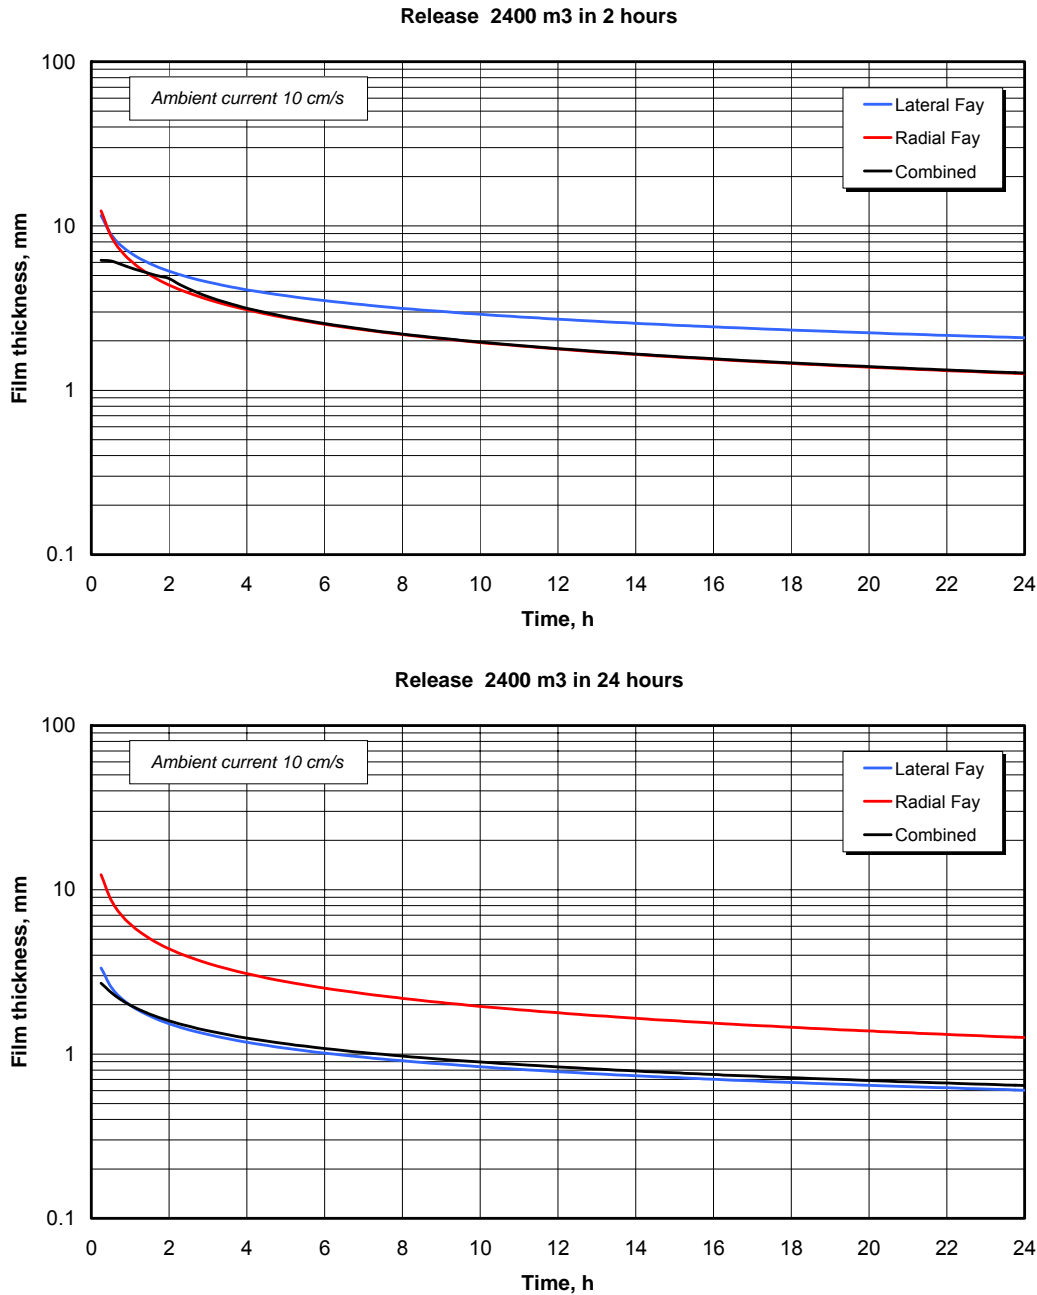 Release  2400 m3 in 2 hours
Ambient current 10 cm/s
Lateral Fay
Radial Fay
Combined
Film thickness, mm
100
10
1
0.1
0 2 4 6 8 10 12 14 16 18 20 22 24
Time, h
Release  2400 m3 in 24 hours
Ambient current 10 cm/s
Lateral Fay
Radial Fay
Combined
Film thickness, mm
100
10
1
0.1
0 2 4 6 8 10 12 14 16 18 20 22 24
Time, h